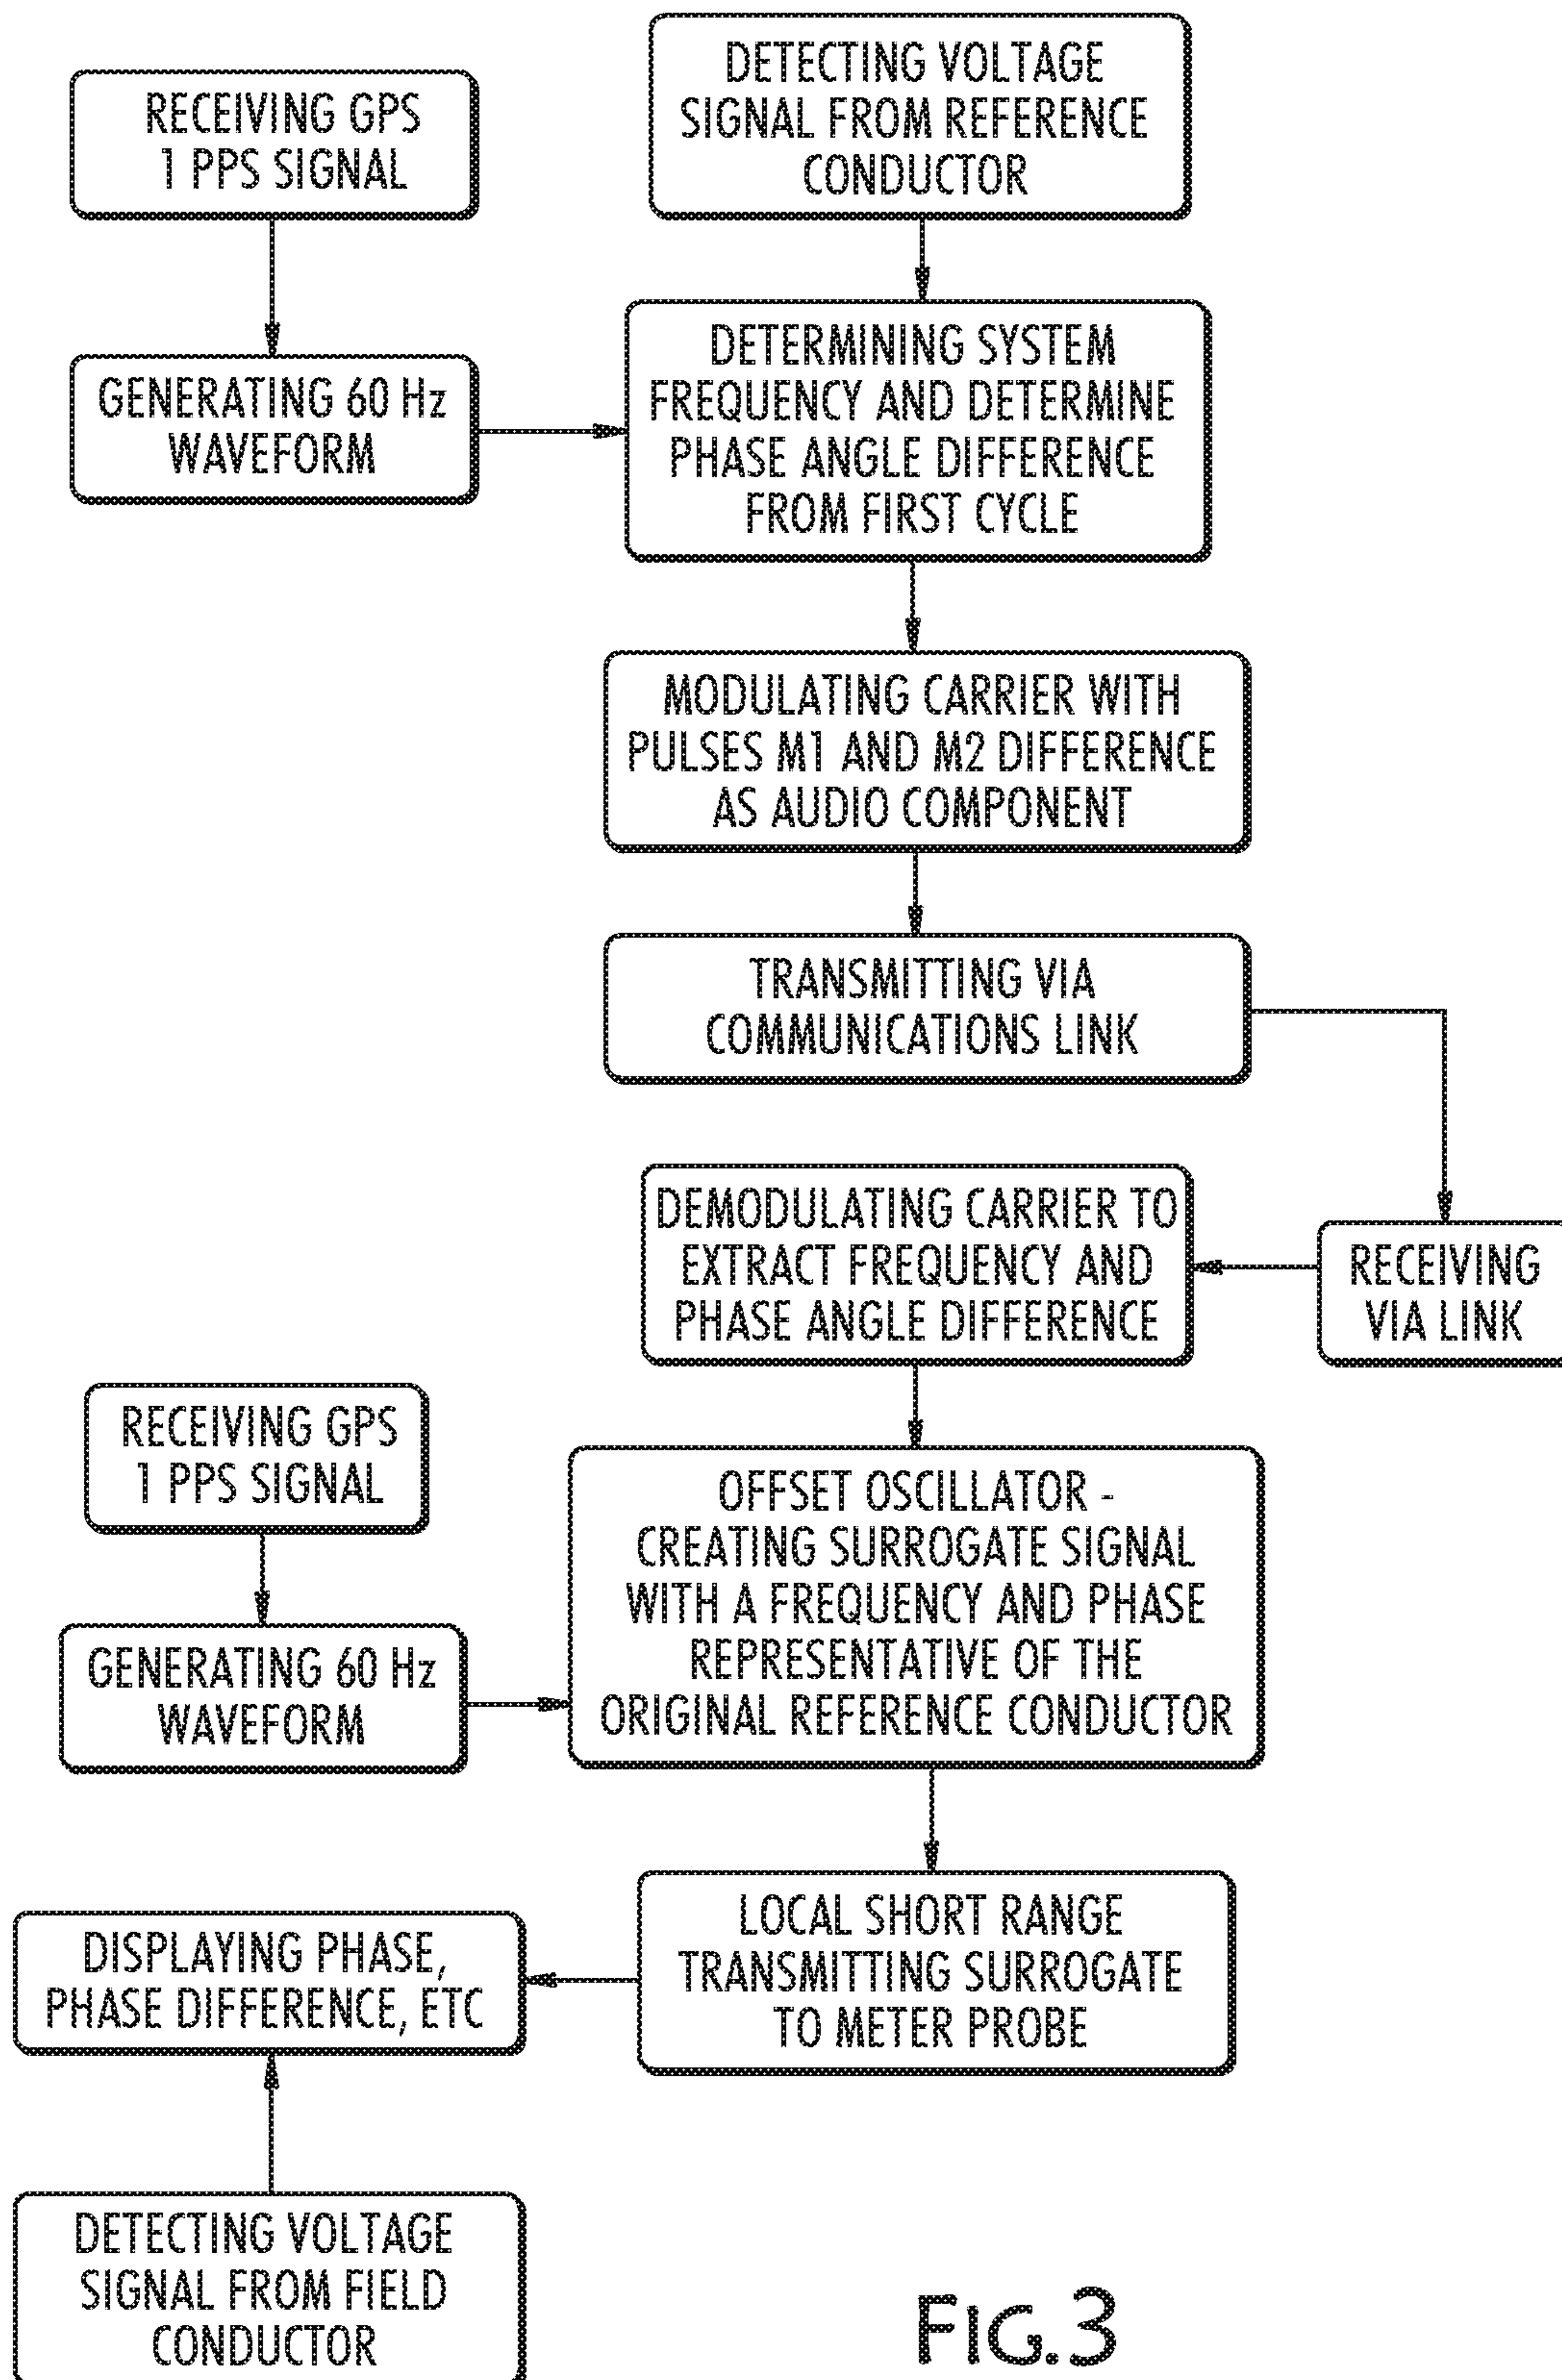 RECEIVING GPS
1 PPS SIGNAL
DETECTING VOLTAGE
SIGNAL FROM REFERENCE
CONDUCTOR
GENERATING 60 Hz
WAVEFORM
DETERMINING SYSTEM
FREQUENCY AND DETERMINE
PHASE ANGLE DIFFERENCE
FROM FIRST CYCLE
MODULATING CARRIER WITH
PULSES M1 AND M2 DIFFERENCE
AS AUDIO COMPONENT
TRANSMITTING VIA
COMMUNICATIONS LINK
RECEIVING
VIA LINK
DEMODULATING CARRIER TO
EXTRACT FREQUENCY AND
PHASE ANGLE DIFFERENCE
RECEIVING GPS
1 PPS SIGNAL
GENERATING 60 Hz
WAVEFORM
OFFSET OSCILLATOR -
CREATING SURROGATE SIGNAL
WITH A FREQUENCY AND PHASE
REPRESENTATIVE OF THE
ORIGINAL REFERENCE CONDUCTOR
LOCAL SHORT RANGE
TRANSMITTING SURROGATE
TO METER PROBE
DISPLAYING PHASE,
PHASE DIFFERENCE, ETC
DETECTING VOLTAGE
SIGNAL FROM FIELD
CONDUCTOR
FIG.3